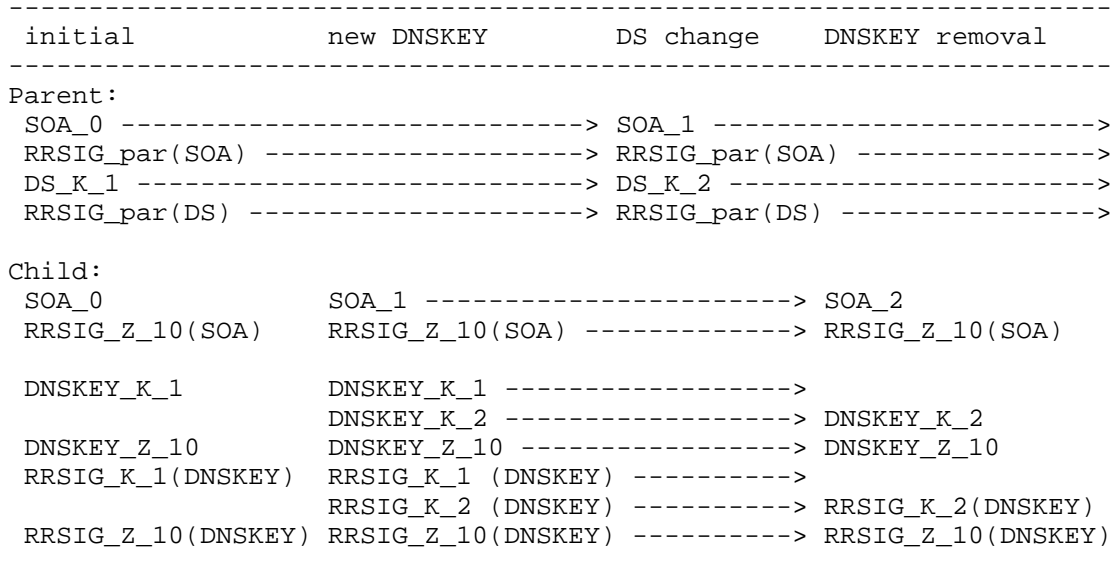 ---------------------------------------------------------------------
 initial            new DNSKEY        DS change    DNSKEY removal
---------------------------------------------------------------------
Parent:
 SOA_0 -----------------------------> SOA_1 ------------------------>
 RRSIG_par(SOA) --------------------> RRSIG_par(SOA) --------------->
 DS_K_1 ----------------------------> DS_K_2 ----------------------->
 RRSIG_par(DS) ---------------------> RRSIG_par(DS) ---------------->
Child:
 SOA_0              SOA_1 -----------------------> SOA_2
 RRSIG_Z_10(SOA)    RRSIG_Z_10(SOA) -------------> RRSIG_Z_10(SOA)
 DNSKEY_K_1         DNSKEY_K_1 ------------------>
                    DNSKEY_K_2 ------------------> DNSKEY_K_2
 DNSKEY_Z_10        DNSKEY_Z_10 -----------------> DNSKEY_Z_10
 RRSIG_K_1(DNSKEY)  RRSIG_K_1 (DNSKEY) ---------->
                    RRSIG_K_2 (DNSKEY) ----------> RRSIG_K_2(DNSKEY)
 RRSIG_Z_10(DNSKEY) RRSIG_Z_10(DNSKEY) ----------> RRSIG_Z_10(DNSKEY)